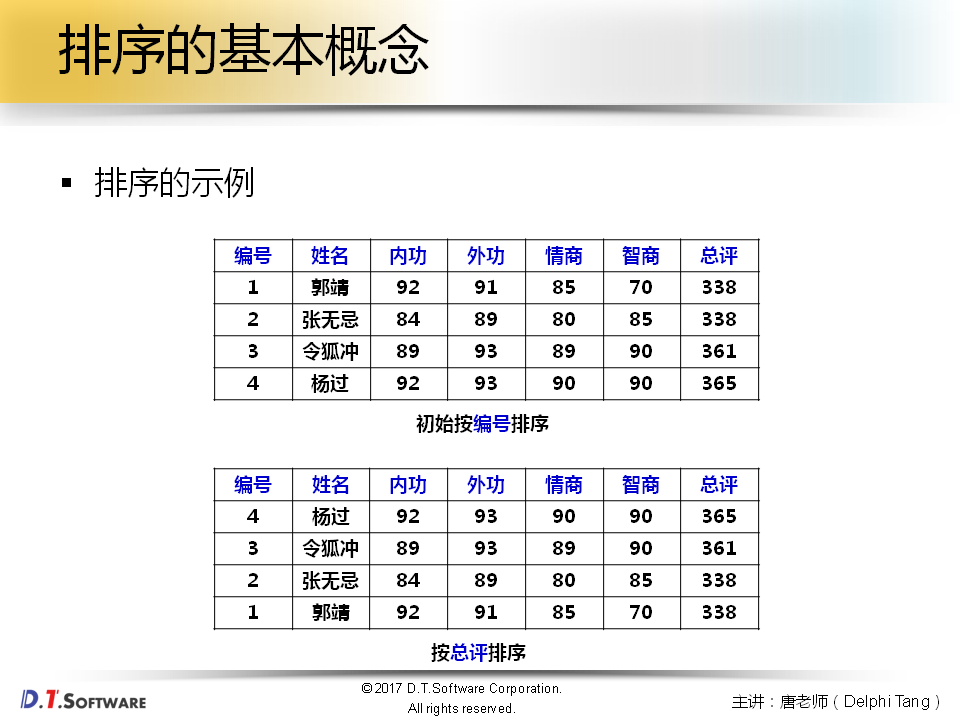 排序的基本概念
▪ 排序的示例
编号 姓名 内功 外功 情商 智商 总评
1 郭靖 92 91 85 70 338
2 张无忌 84 89 80 85 338
3 令狐冲 89 93 89 90 361
4 杨过 92 93 90 90 365
初始按编号排序
编号 姓名 内功 外功 情商 智商 总评
4 杨过 92 93 90 90 365
3 令狐冲 89 93 89 90 361
2 张无忌 84 89 80 85 338
1 郭靖 92 91 85 70 338
按总评排序
D.T.SOFTWARE
©2017 D.T.Software Corporation.
All rights reserved.
主讲：唐老师（Delphi Tang）